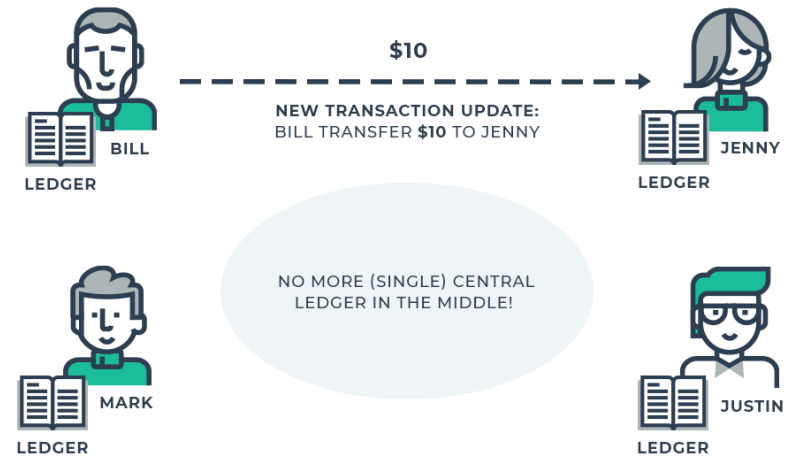 $10
NEW TRANSACTION UPDATE:
BILL TRANSFER $10 TO JENNY
BILL
LEDGER
JENNY
LEDGER
NO MORE (SINGLE) CENTRAL
LEDGER IN THE MIDDLE!
MARK
LEDGER
JUSTIN
LEDGER